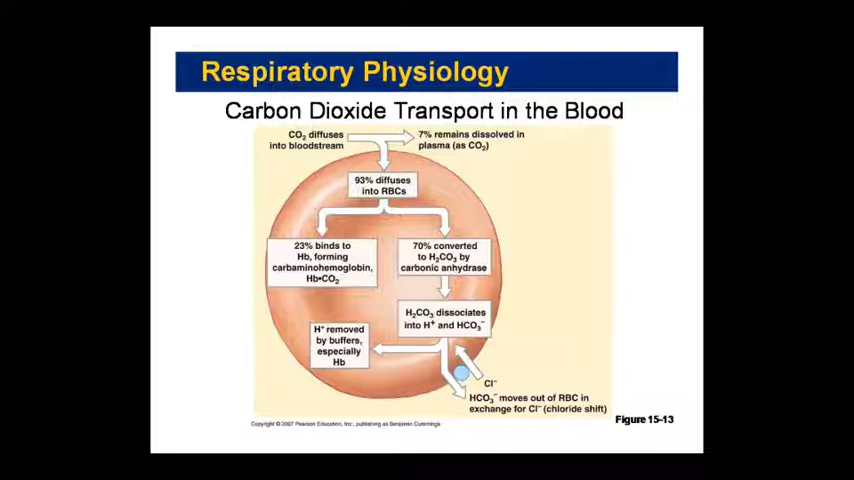 Respiratory Physiology
Carbon Dioxide Transport in the Blood
CO₂ diffuses
into bloodstream
7% remains dissolved in
plasma (as CO₂)
93% diffuses
into RBCs
23% binds to
Hb, forming
carbaminohemoglobin,
Hb•CO₂
70% converted
to H₂CO₃ by
carbonic anhydrase
H₂CO₃ dissociates
into H⁺ and HCO₃⁻
H⁺ removed
by buffers,
especially
Hb
Cl⁻
HCO₃⁻ moves out of RBC in
exchange for Cl⁻ (chloride shift)
Figure 15-13
Copyright © 2007 Pearson Education, Inc., publishing as Benjamin Cummings